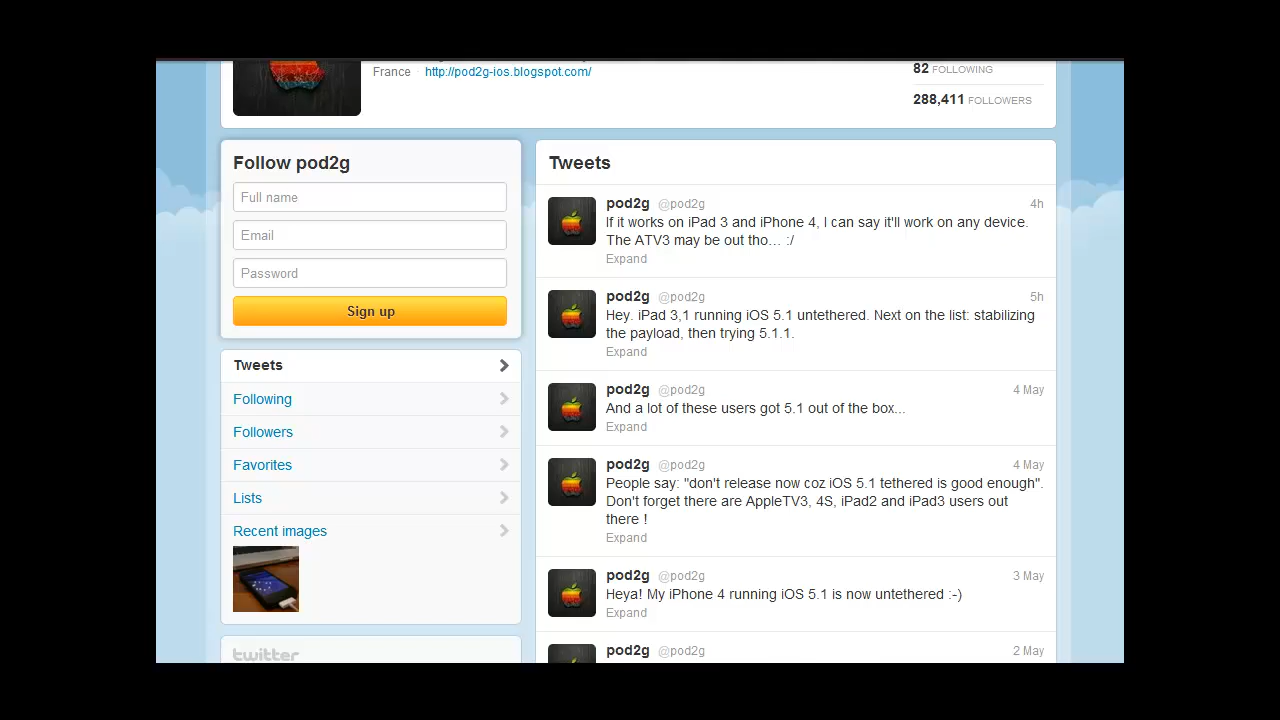 France · http://pod2g-ios.blogspot.com/
82 FOLLOWING
288,411 FOLLOWERS
Follow pod2g
Full name
Email
Password
Sign up
Tweets
Following
Followers
Favorites
Lists
Recent images
twitter
Tweets
pod2g @pod2g 4h
If it works on iPad 3 and iPhone 4, I can say it'll work on any device.
The ATV3 may be out tho... :/
Expand
pod2g @pod2g 5h
Hey. iPad 3,1 running iOS 5.1 untethered. Next on the list: stabilizing
the payload, then trying 5.1.1.
Expand
pod2g @pod2g 4 May
And a lot of these users got 5.1 out of the box...
Expand
pod2g @pod2g 4 May
People say: "don't release now coz iOS 5.1 tethered is good enough".
Don't forget there are AppleTV3, 4S, iPad2 and iPad3 users out
there !
Expand
pod2g @pod2g 3 May
Heya! My iPhone 4 running iOS 5.1 is now untethered :-)
Expand
pod2g @pod2g 2 May